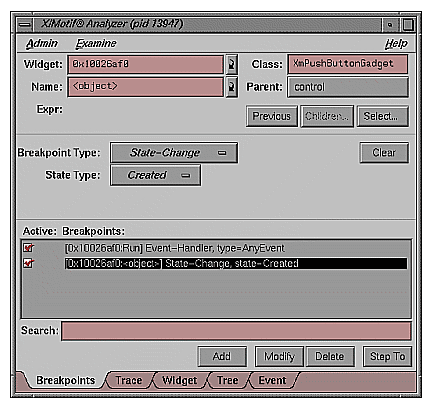 X/Motif® Analyzer (pid 13947)
Admin Examine Help
Widget: 0x10026af0 Class: XmPushButtonGadget
Name: <object> Parent: control
Expr:
Previous Children... Select...
Breakpoint Type: State-Change Clear
State Type: Created
Active: Breakpoints:
[0x10026af0:Run] Event-Handler, type=AnyEvent
[0x10026af0:<object>] State-Change, state-Created
Search:
Add Modify Delete Step To
Breakpoints Trace Widget Tree Event